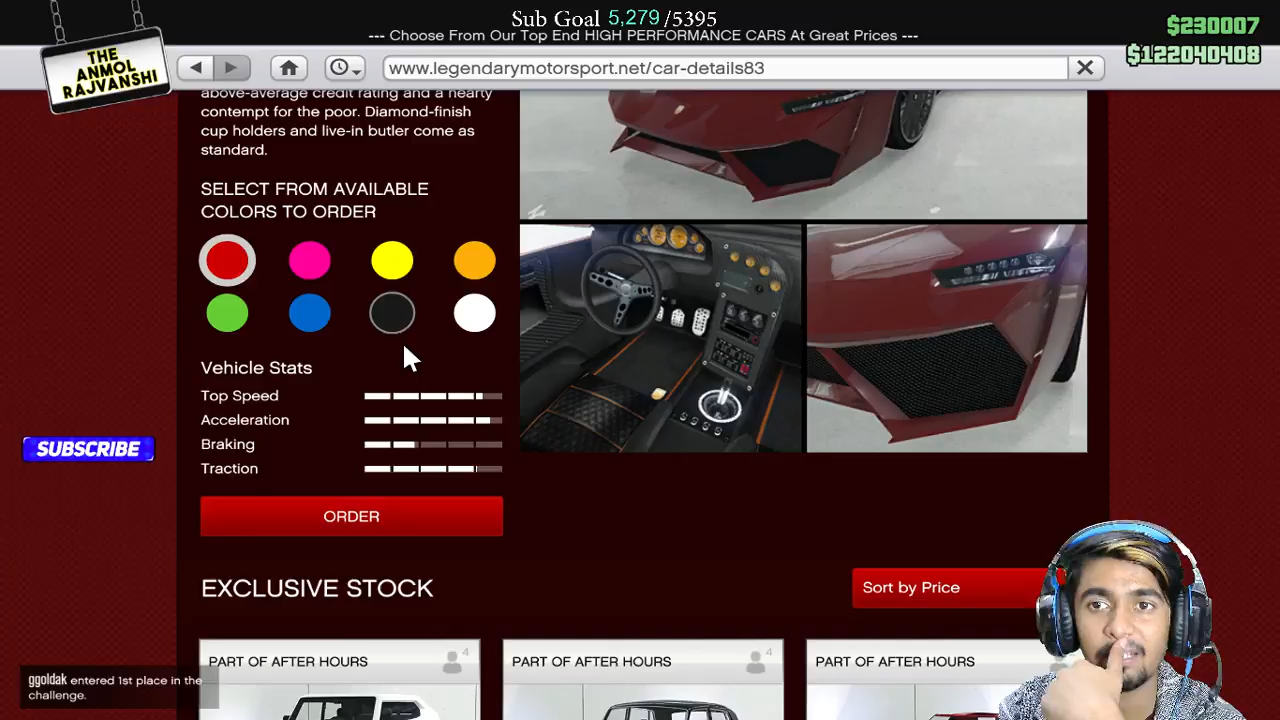 Sub Goal 5,279 /5395
--- Choose From Our Top End HIGH PERFORMANCE CARS At Great Prices ---
$230007
$122040408
THE
ANMOL
RAJVANSHI
www.legendarymotorsport.net/car-details83
above-average credit rating and a hearty
contempt for the poor. Diamond-finish
cup holders and live-in butler come as
standard.
SELECT FROM AVAILABLE
COLORS TO ORDER
Vehicle Stats
Top Speed
Acceleration
Braking
Traction
SUBSCRIBE
ORDER
EXCLUSIVE STOCK
Sort by Price
PART OF AFTER HOURS 4
PART OF AFTER HOURS 4
PART OF AFTER HOURS
ggoldak entered 1st place in the
challenge.